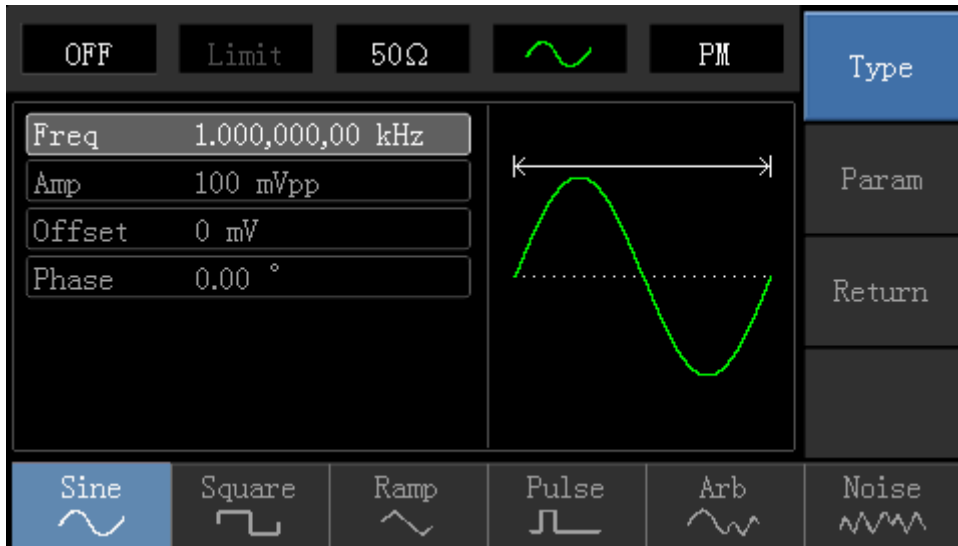 OFF Limit 50Ω PM
Type
Freq 1.000,000,00 kHz
Amp 100 mVpp
Param
Offset 0 mV
Phase 0.00 °
Return
Sine Square Ramp Pulse Arb Noise